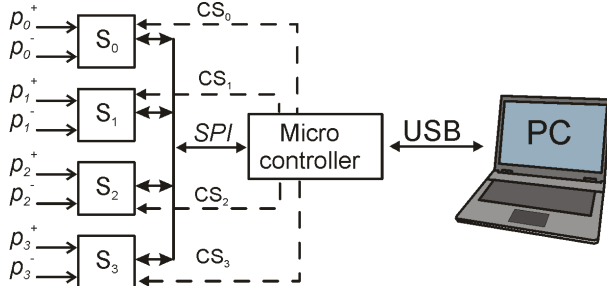 p₀⁺
p₀⁻
S₀
CS₀
p₁⁺
p₁⁻
S₁
CS₁
SPI
Micro
controller
USB
PC
p₂⁺
p₂⁻
S₂
CS₂
p₃⁺
p₃⁻
S₃
CS₃